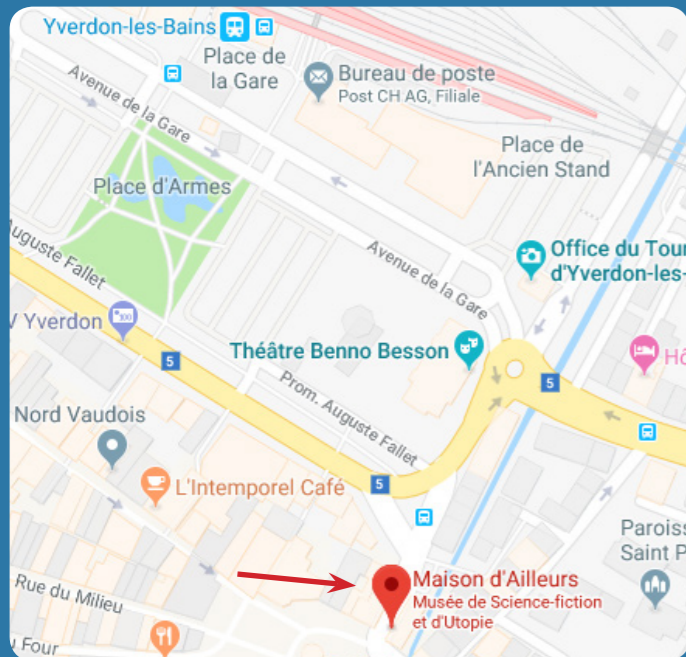 Yverdon-les-Bains
Place de
la Gare
Bureau de poste
Post CH AG, Filiale
Avenue de la Gare
Place de
l'Ancien Stand
Place d'Armes
Auguste Fallet
Avenue de la Gare
Office du Tour
d'Yverdon-les-
V Yverdon
Théâtre Benno Besson
Hô
5
5
Prom. Auguste Fallet
Nord Vaudois
L'Intemporel Café
5
Paroiss
Saint P
Maison d'Ailleurs
Musée de Science-fiction
et d'Utopie
Rue du Milieu
u Four